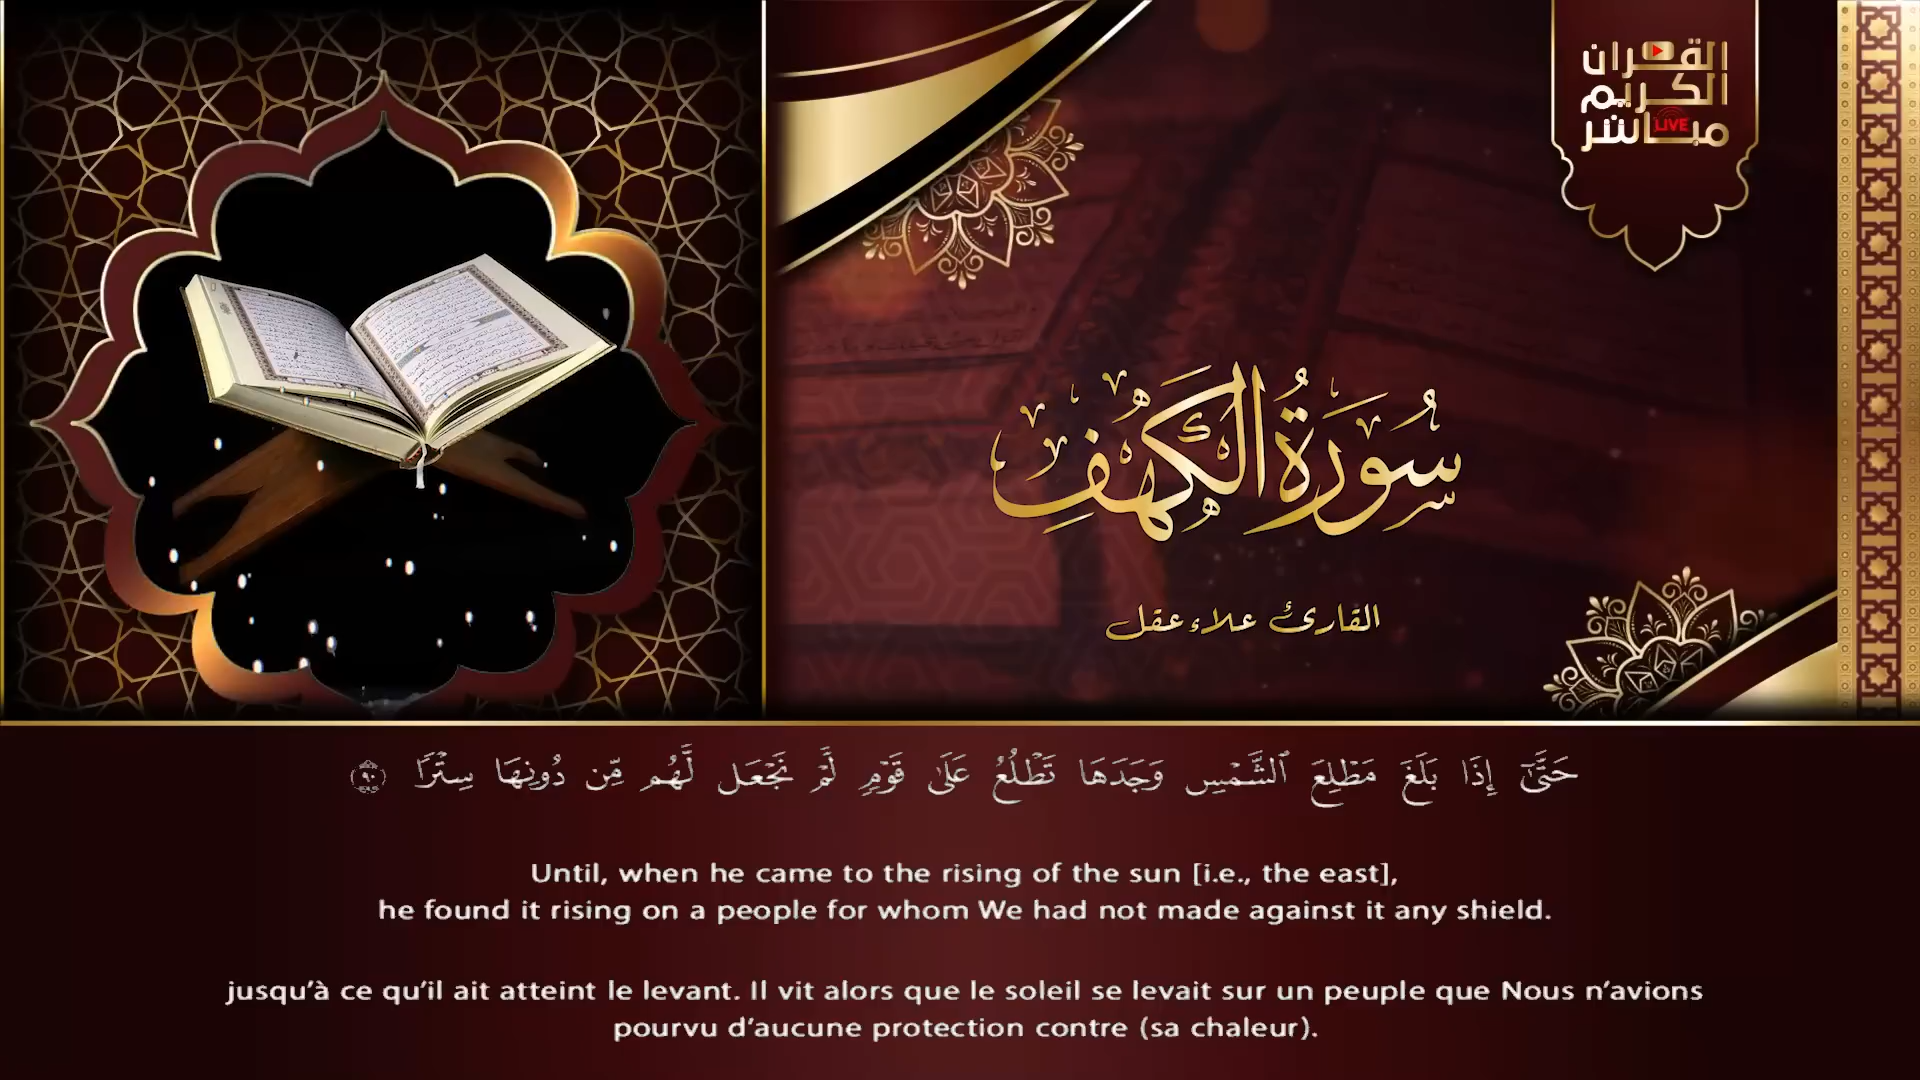 القرآن
الكريم
مباشر
LIVE
سُورَةُ الكَهْفِ
القارئ علاء عقل
حَتَّىٰٓ إِذَا بَلَغَ مَطْلِعَ ٱلشَّمْسِ وَجَدَهَا تَطْلُعُ عَلَىٰ قَوْمٍ لَّمْ نَجْعَل لَّهُم مِّن دُونِهَا سِتْرًا ٩٠
Until, when he came to the rising of the sun [i.e., the east],
he found it rising on a people for whom We had not made against it any shield.
jusqu’à ce qu’il ait atteint le levant. Il vit alors que le soleil se levait sur un peuple que Nous n’avions
pourvu d’aucune protection contre (sa chaleur).